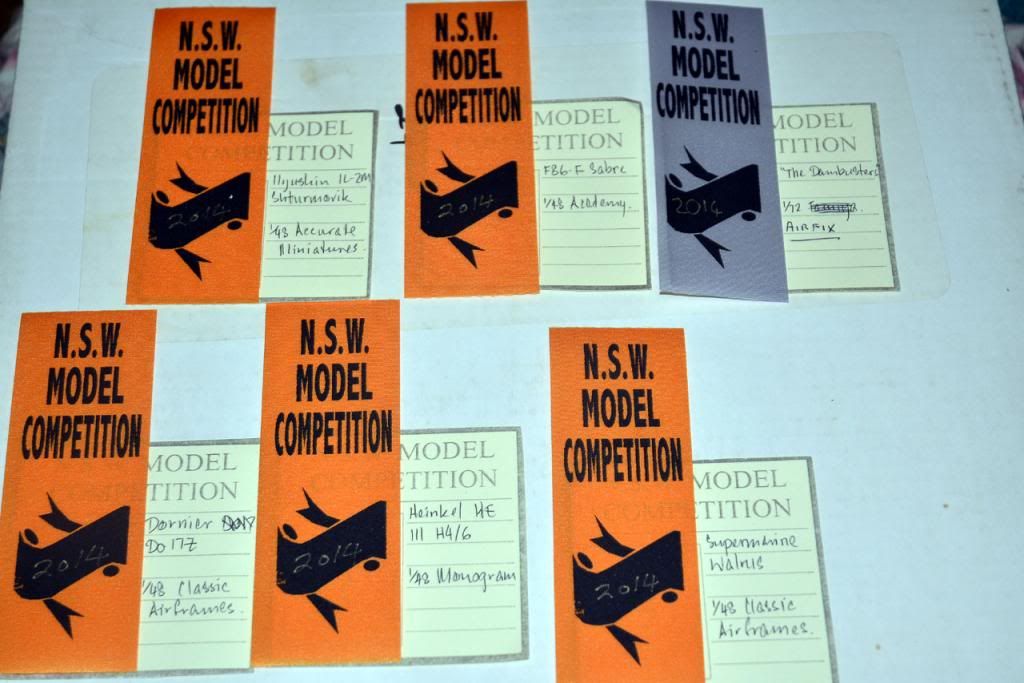 N.S.W.
MODEL
COMPETITION
2014
MODEL
COMPETITION
Ilyushin IL-2M
Shturmovik
1/48 Accurate
Miniatures.
N.S.W.
MODEL
COMPETITION
2014
MODEL
COMPETITION
F86-F Sabre
1/48 Academy.
N.S.W.
MODEL
COMPETITION
2014
MODEL
COMPETITION
"The Dambusters"
1/72
AIRFIX
N.S.W.
MODEL
COMPETITION
2014
MODEL
COMPETITION
Dornier
Do 17Z
1/48 Classic
Airframes.
N.S.W.
MODEL
COMPETITION
2014
MODEL
COMPETITION
Heinkel HE
111 H4/6
1/48 Monogram
N.S.W.
MODEL
COMPETITION
2014
MODEL
COMPETITION
Supermarine
Walrus
1/48 Classic
Airframes.